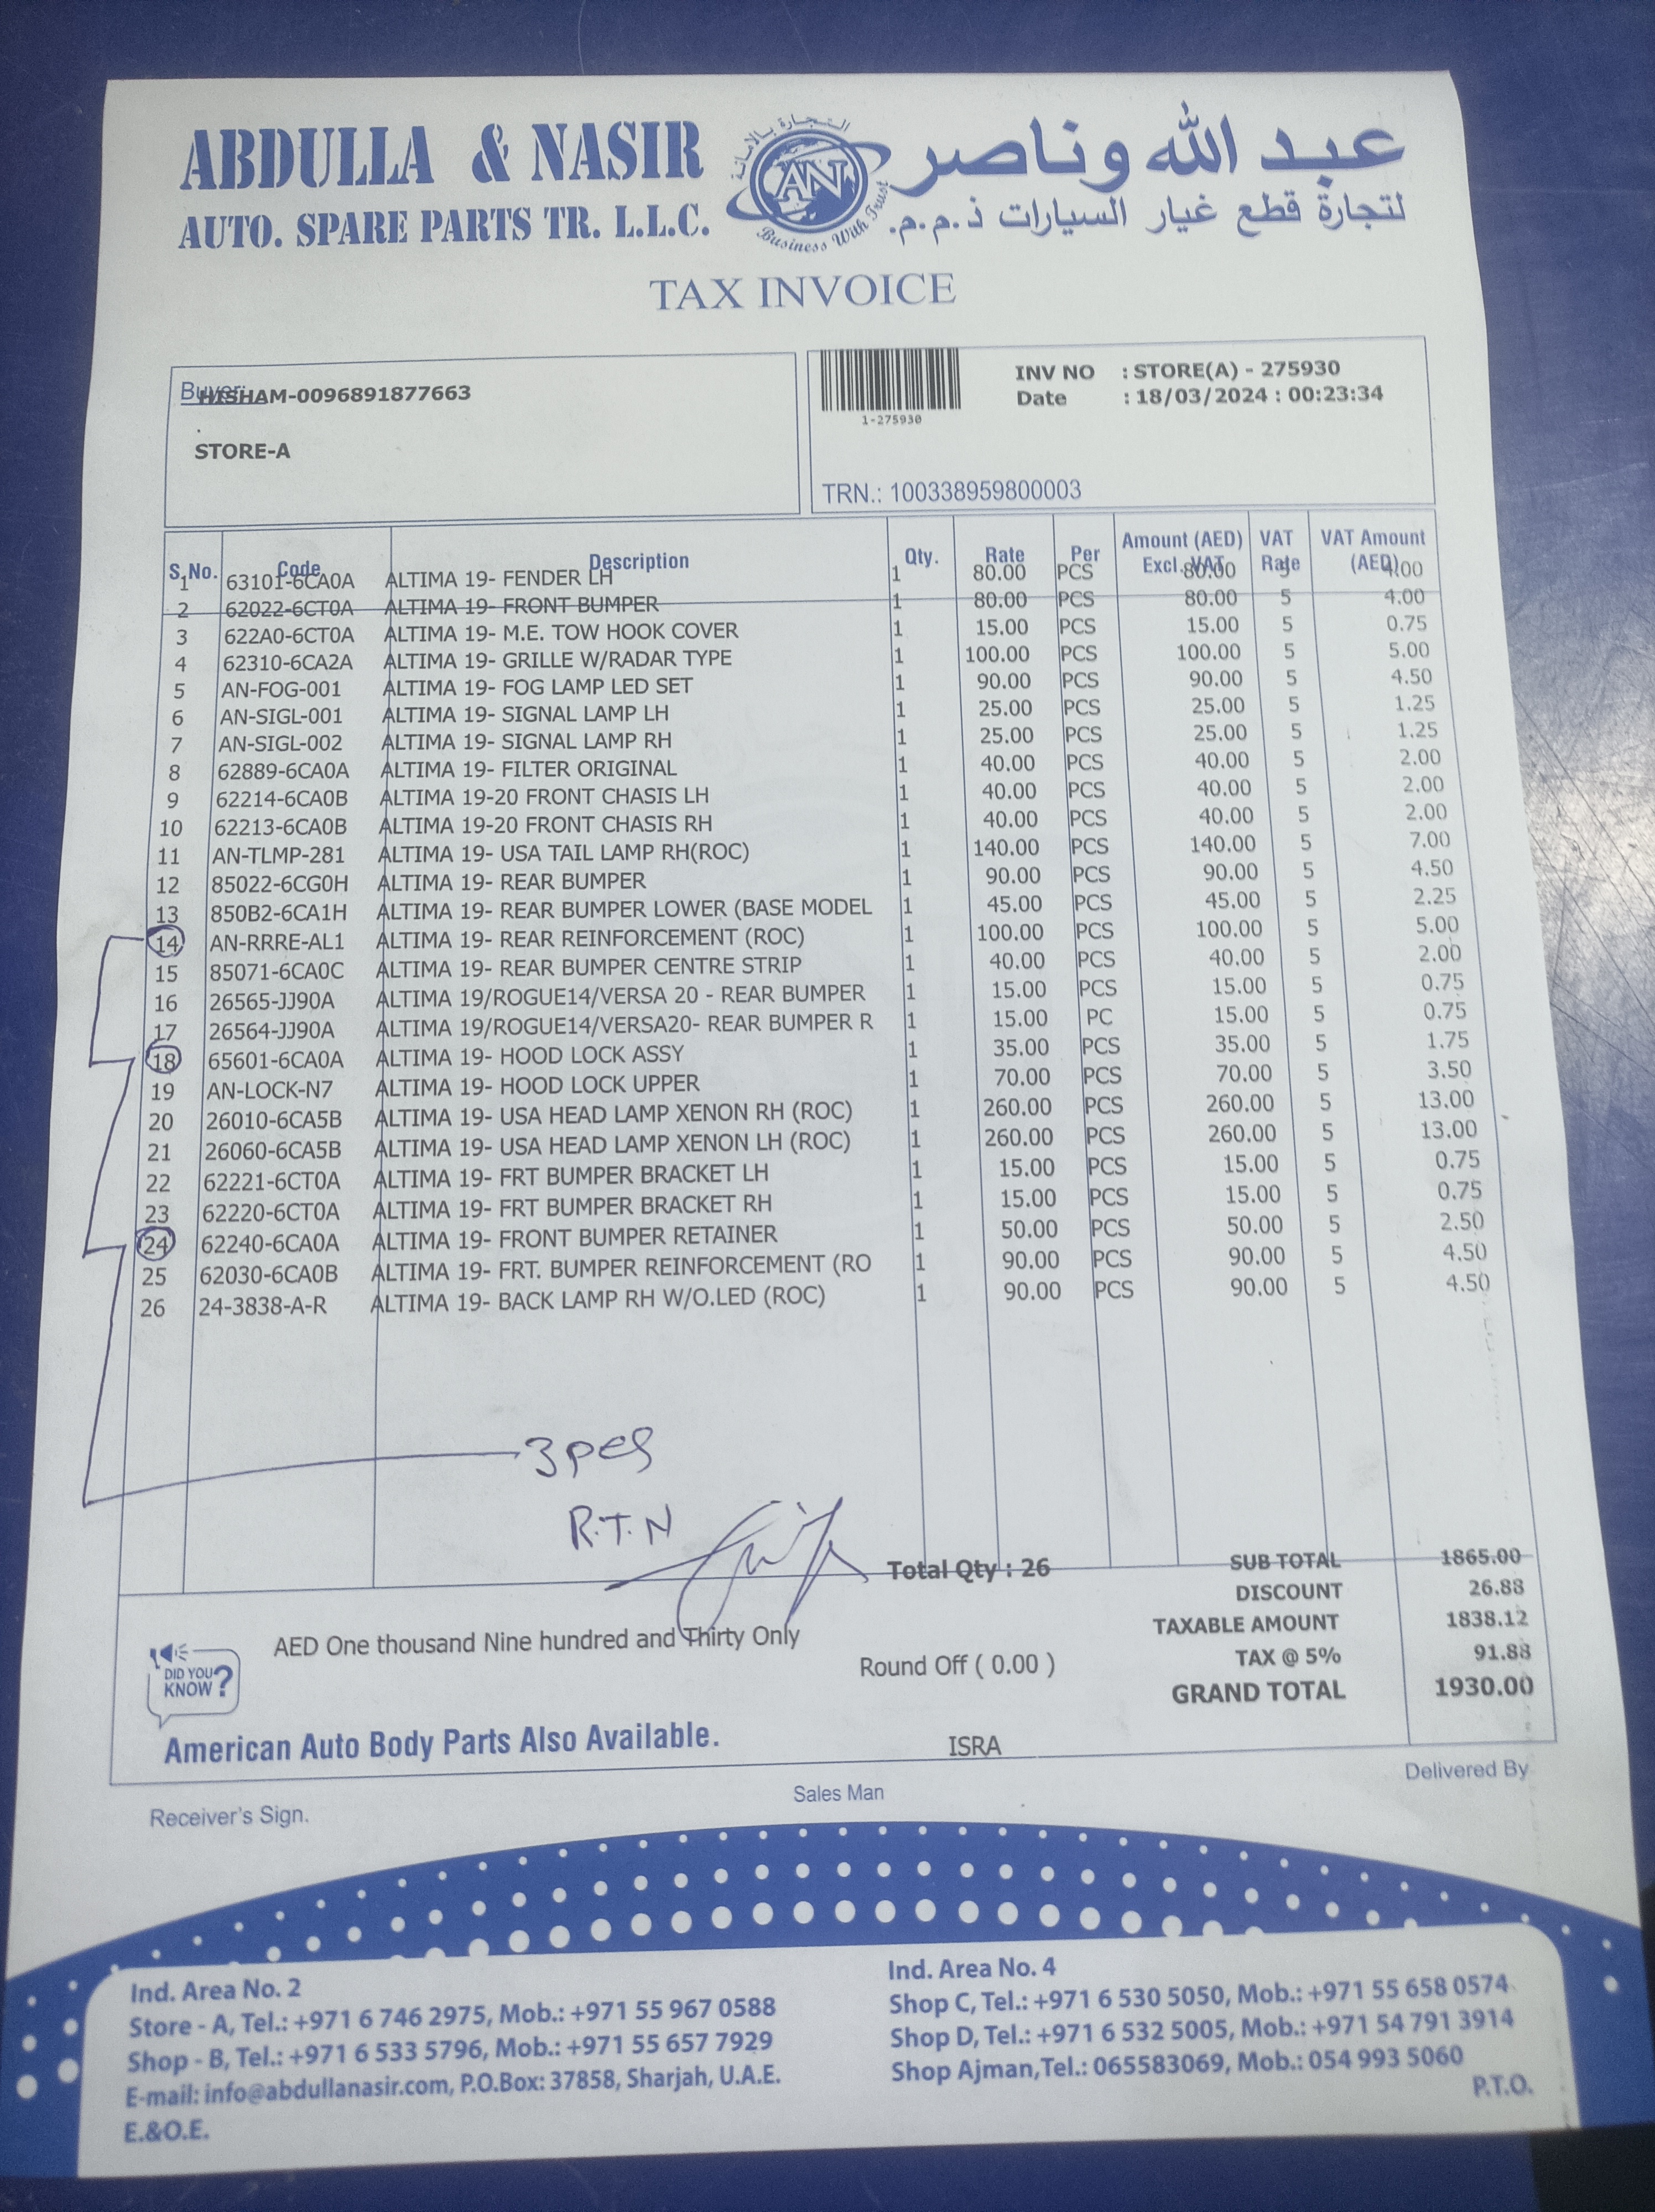 ABDULLA & NASIR
AUTO. SPARE PARTS TR. L.L.C.
التجارة بالأمانة
AN
Business With Trust
عبد الله وناصر
لتجارة قطع غيار السيارات ذ.م.م.
TAX INVOICE
Buyer:
HISHAM-0096891877663
.
STORE-A
1-275930
INV NO : STORE(A) - 275930
Date : 18/03/2024 : 00:23:34
TRN.: 100338959800003
S.No. Code Description Qty. Rate Per Amount (AED) Excl. VAT VAT Rate VAT Amount (AED)
1 63101-6CA0A ALTIMA 19- FENDER LH 1 80.00 PCS 80.00 5 4.00
2 62022-6CT0A ALTIMA 19- FRONT BUMPER 1 80.00 PCS 80.00 5 4.00
3 622A0-6CT0A ALTIMA 19- M.E. TOW HOOK COVER 1 15.00 PCS 15.00 5 0.75
4 62310-6CA2A ALTIMA 19- GRILLE W/RADAR TYPE 1 100.00 PCS 100.00 5 5.00
5 AN-FOG-001 ALTIMA 19- FOG LAMP LED SET 1 90.00 PCS 90.00 5 4.50
6 AN-SIGL-001 ALTIMA 19- SIGNAL LAMP LH 1 25.00 PCS 25.00 5 1.25
7 AN-SIGL-002 ALTIMA 19- SIGNAL LAMP RH 1 25.00 PCS 25.00 5 1.25
8 62889-6CA0A ALTIMA 19- FILTER ORIGINAL 1 40.00 PCS 40.00 5 2.00
9 62214-6CA0B ALTIMA 19-20 FRONT CHASIS LH 1 40.00 PCS 40.00 5 2.00
10 62213-6CA0B ALTIMA 19-20 FRONT CHASIS RH 1 40.00 PCS 40.00 5 2.00
11 AN-TLMP-281 ALTIMA 19- USA TAIL LAMP RH(ROC) 1 140.00 PCS 140.00 5 7.00
12 85022-6CG0H ALTIMA 19- REAR BUMPER 1 90.00 PCS 90.00 5 4.50
13 850B2-6CA1H ALTIMA 19- REAR BUMPER LOWER (BASE MODEL 1 45.00 PCS 45.00 5 2.25
14 AN-RRRE-AL1 ALTIMA 19- REAR REINFORCEMENT (ROC) 1 100.00 PCS 100.00 5 5.00
15 85071-6CA0C ALTIMA 19- REAR BUMPER CENTRE STRIP 1 40.00 PCS 40.00 5 2.00
16 26565-JJ90A ALTIMA 19/ROGUE14/VERSA 20 - REAR BUMPER 1 15.00 PCS 15.00 5 0.75
17 26564-JJ90A ALTIMA 19/ROGUE14/VERSA20- REAR BUMPER R 1 15.00 PC 15.00 5 0.75
18 65601-6CA0A ALTIMA 19- HOOD LOCK ASSY 1 35.00 PCS 35.00 5 1.75
19 AN-LOCK-N7 ALTIMA 19- HOOD LOCK UPPER 1 70.00 PCS 70.00 5 3.50
20 26010-6CA5B ALTIMA 19- USA HEAD LAMP XENON RH (ROC) 1 260.00 PCS 260.00 5 13.00
21 26060-6CA5B ALTIMA 19- USA HEAD LAMP XENON LH (ROC) 1 260.00 PCS 260.00 5 13.00
22 62221-6CT0A ALTIMA 19- FRT BUMPER BRACKET LH 1 15.00 PCS 15.00 5 0.75
23 62220-6CT0A ALTIMA 19- FRT BUMPER BRACKET RH 1 15.00 PCS 15.00 5 0.75
24 62240-6CA0A ALTIMA 19- FRONT BUMPER RETAINER 1 50.00 PCS 50.00 5 2.50
25 62030-6CA0B ALTIMA 19- FRT. BUMPER REINFORCEMENT (RO 1 90.00 PCS 90.00 5 4.50
26 24-3838-A-R ALTIMA 19- BACK LAMP RH W/O.LED (ROC) 1 90.00 PCS 90.00 5 4.50
3 pcs
R.T.N
Total Qty : 26
SUB TOTAL 1865.00
DISCOUNT 26.88
TAXABLE AMOUNT 1838.12
TAX @ 5% 91.88
GRAND TOTAL 1930.00
AED One thousand Nine hundred and Thirty Only
Round Off ( 0.00 )
DID YOU KNOW ?
American Auto Body Parts Also Available.
ISRA
Receiver's Sign.
Sales Man
Delivered By
Ind. Area No. 2
Store - A, Tel.: +971 6 746 2975, Mob.: +971 55 967 0588
Shop - B, Tel.: +971 6 533 5796, Mob.: +971 55 657 7929
E-mail: info@abdullanasir.com, P.O.Box: 37858, Sharjah, U.A.E.
E.&O.E.
Ind. Area No. 4
Shop C, Tel.: +971 6 530 5050, Mob.: +971 55 658 0574
Shop D, Tel.: +971 6 532 5005, Mob.: +971 54 791 3914
Shop Ajman,Tel.: 065583069, Mob.: 054 993 5060
P.T.O.